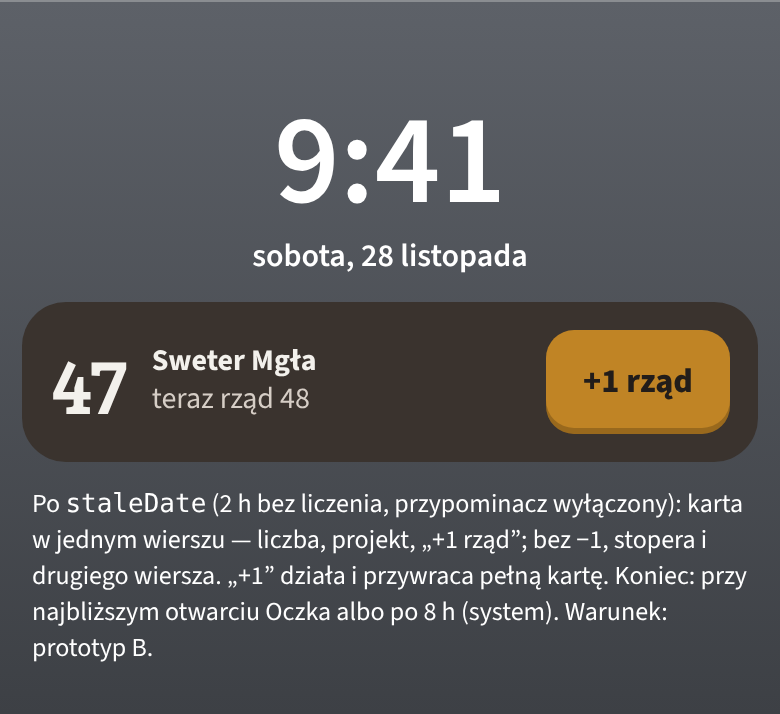 9:41
sobota, 28 listopada
47
Sweter Mgła
teraz rząd 48
+1 rząd
Po staleDate (2 h bez liczenia, przypominacz wyłączony): karta
w jednym wierszu — liczba, projekt, „+1 rząd”; bez −1, stopera i
drugiego wiersza. „+1” działa i przywraca pełną kartę. Koniec: przy
najbliższym otwarciu Oczka albo po 8 h (system). Warunek:
prototyp B.